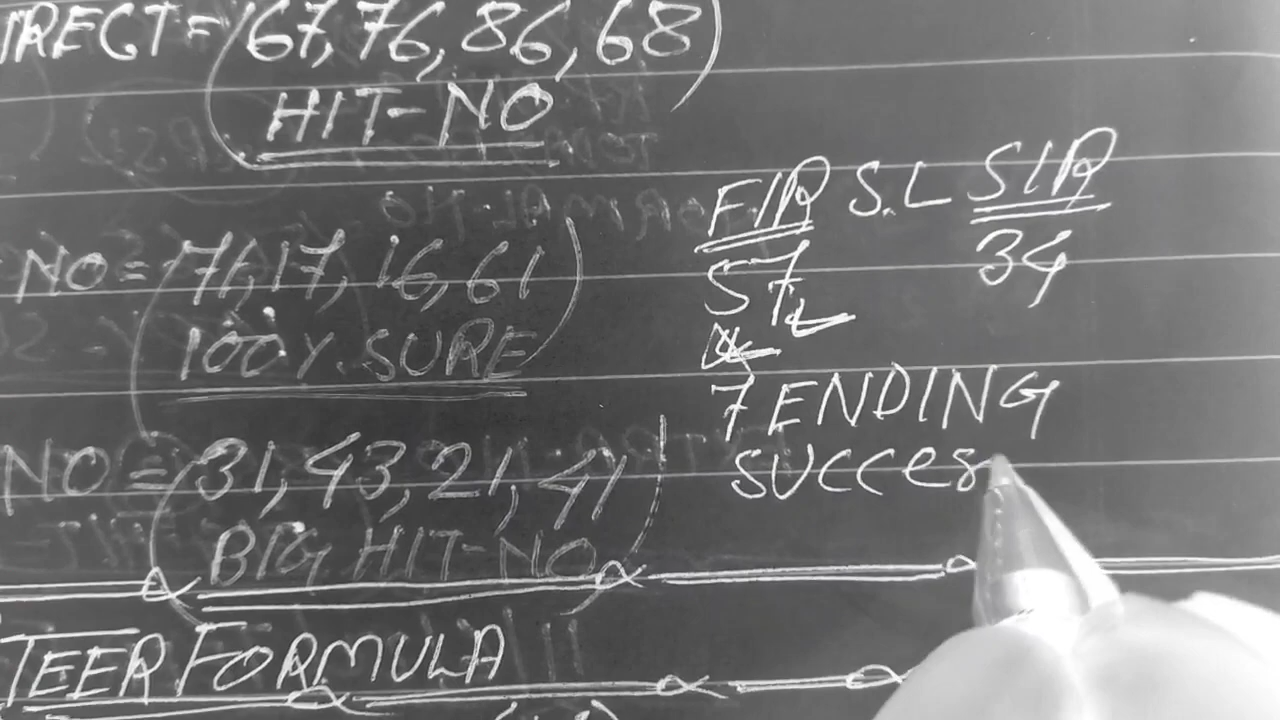 IRECT=(67,76,86,68)
HIT-NO
NO=(71,17,16,61)
100%.SURE
NO=(31,43,21,41)
BIG HIT-NO
TEER FORMULA
F/R S.L S/R
57 34
7 ENDING
succes